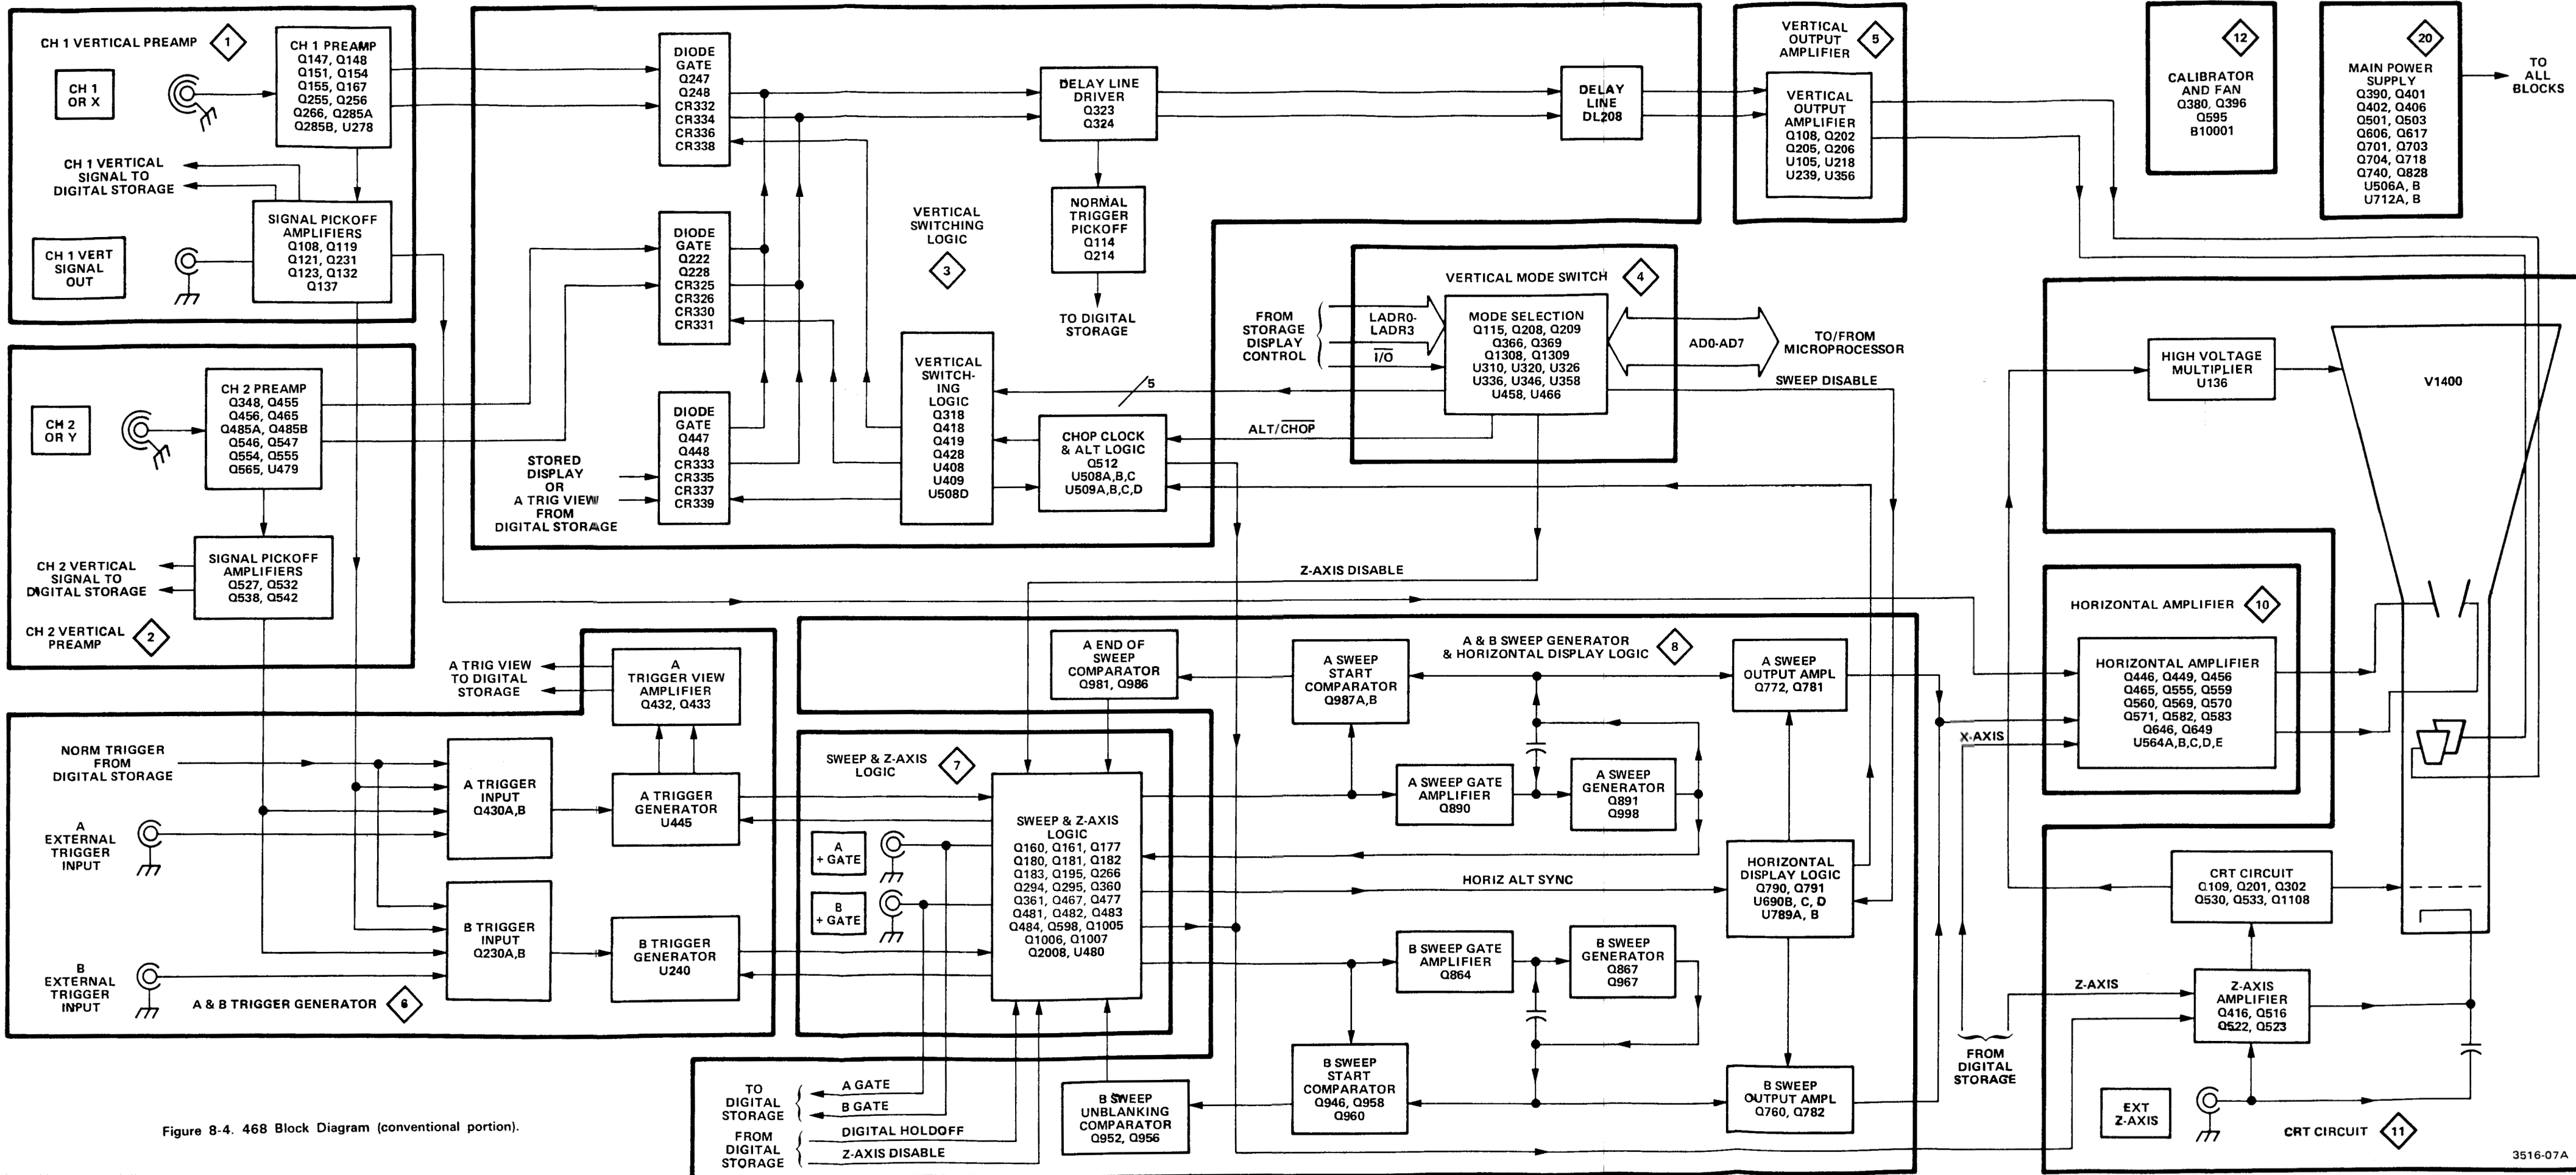 CH 1 VERTICAL PREAMP
1
CH 1
OR X
CH 1 PREAMP
Q147, Q148
Q151, Q154
Q155, Q167
Q255, Q256
Q266, Q285A
Q285B, U278
CH 1 VERTICAL
SIGNAL TO
DIGITAL STORAGE
SIGNAL PICKOFF
AMPLIFIERS
Q108, Q119
Q121, Q231
Q123, Q132
Q137
CH 1 VERT
SIGNAL
OUT
CH 2 PREAMP
Q348, Q455
Q456, Q465
Q485A, Q485B
Q546, Q547
Q554, Q555
Q565, U479
CH 2
OR Y
SIGNAL PICKOFF
AMPLIFIERS
Q527, Q532
Q538, Q542
CH 2 VERTICAL
SIGNAL TO
DIGITAL STORAGE
CH 2 VERTICAL
PREAMP
2
DIODE
GATE
Q247
Q248
CR332
CR334
CR336
CR338
DIODE
GATE
Q222
Q228
CR325
CR326
CR330
CR331
DIODE
GATE
Q447
Q448
CR333
CR335
CR337
CR339
STORED
DISPLAY
OR
A TRIG VIEW
FROM
DIGITAL STORAGE
VERTICAL
SWITCHING
LOGIC
3
VERTICAL
SWITCH-
ING
LOGIC
Q318
Q418
Q419
Q428
U408
U409
U508D
DELAY LINE
DRIVER
Q323
Q324
NORMAL
TRIGGER
PICKOFF
Q114
Q214
TO DIGITAL
STORAGE
DELAY
LINE
DL208
5
CHOP CLOCK
& ALT LOGIC
Q512
U508A,B,C
U509A,B,C,D
ALT/CHOP
VERTICAL
OUTPUT
AMPLIFIER
5
VERTICAL
OUTPUT
AMPLIFIER
Q108, Q202
Q205, Q206
U105, U218
U239, U356
12
CALIBRATOR
AND FAN
Q380, Q396
Q595
B10001
20
MAIN POWER
SUPPLY
Q390, Q401
Q402, Q406
Q501, Q503
Q606, Q617
Q701, Q703
Q704, Q718
Q740, Q828
U506A, B
U712A, B
TO
ALL
BLOCKS
VERTICAL MODE SWITCH
4
FROM
STORAGE
DISPLAY
CONTROL
LADR0-
LADR3
I/O
MODE SELECTION
Q115, Q208, Q209
Q366, Q369
Q1308, Q1309
U310, U320, U326
U336, U346, U358
U458, U466
AD0-AD7
TO/FROM
MICROPROCESSOR
SWEEP DISABLE
Z-AXIS DISABLE
HIGH VOLTAGE
MULTIPLIER
U136
V1400
HORIZONTAL AMPLIFIER
10
HORIZONTAL AMPLIFIER
Q446, Q449, Q456
Q465, Q555, Q559
Q560, Q569, Q570
Q571, Q582, Q583
Q646, Q649
U564A,B,C,D,E
X-AXIS
A TRIG VIEW
TO DIGITAL
STORAGE
A
TRIGGER VIEW
AMPLIFIER
Q432, Q433
NORM TRIGGER
FROM
DIGITAL STORAGE
A
EXTERNAL
TRIGGER
INPUT
A TRIGGER
INPUT
Q430A,B
A TRIGGER
GENERATOR
U445
B
EXTERNAL
TRIGGER
INPUT
B TRIGGER
INPUT
Q230A,B
B TRIGGER
GENERATOR
U240
A & B TRIGGER GENERATOR
6
SWEEP & Z-AXIS
LOGIC
7
A
+ GATE
B
+ GATE
SWEEP & Z-AXIS
LOGIC
Q160, Q161, Q177
Q180, Q181, Q182
Q183, Q195, Q266
Q294, Q295, Q360
Q361, Q467, Q477
Q481, Q482, Q483
Q484, Q598, Q1005
Q1006, Q1007
Q2008, U480
A END OF
SWEEP
COMPARATOR
Q981, Q986
A SWEEP
START
COMPARATOR
Q987A,B
A & B SWEEP GENERATOR
& HORIZONTAL DISPLAY LOGIC
8
A SWEEP
OUTPUT AMPL
Q772, Q781
A SWEEP GATE
AMPLIFIER
Q890
A SWEEP
GENERATOR
Q891
Q998
HORIZ ALT SYNC
HORIZONTAL
DISPLAY LOGIC
Q790, Q791
U690B, C, D
U789A, B
B SWEEP GATE
AMPLIFIER
Q864
B SWEEP
GENERATOR
Q867
Q967
B SWEEP
START
COMPARATOR
Q946, Q958
Q960
B SWEEP
UNBLANKING
COMPARATOR
Q952, Q956
B SWEEP
OUTPUT AMPL
Q760, Q782
TO
DIGITAL
STORAGE
A GATE
B GATE
FROM
DIGITAL
STORAGE
DIGITAL HOLDOFF
Z-AXIS DISABLE
FROM
DIGITAL
STORAGE
CRT CIRCUIT
Q109, Q201, Q302
Q530, Q533, Q1108
Z-AXIS
Z-AXIS
AMPLIFIER
Q416, Q516
Q522, Q523
EXT
Z-AXIS
CRT CIRCUIT
11
Figure 8-4. 468 Block Diagram (conventional portion).
3516-07A